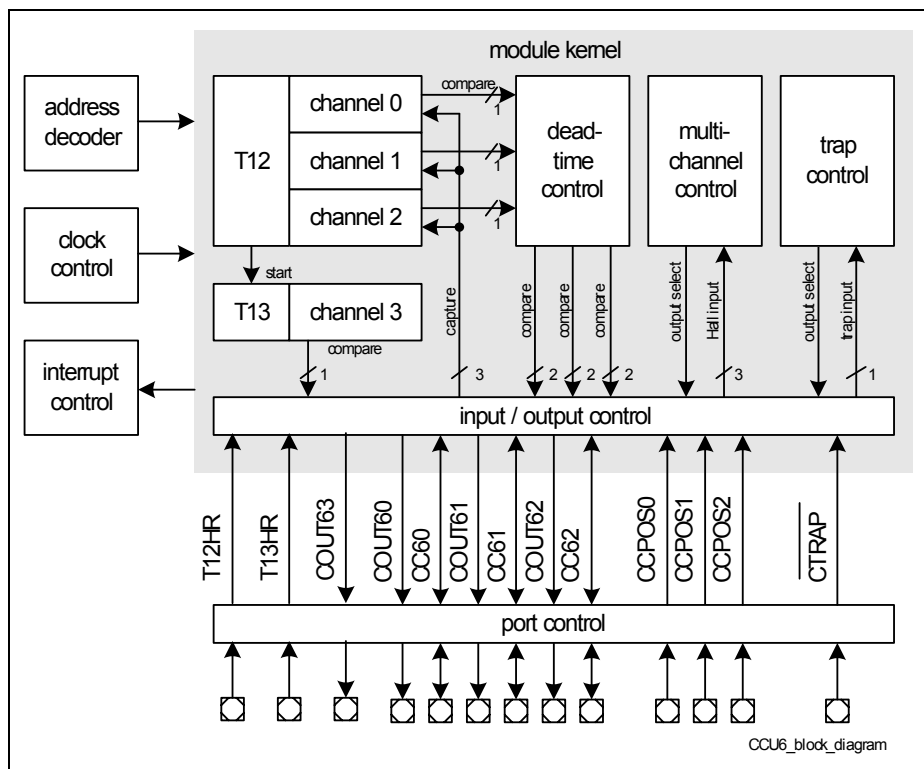 module kernel
address
decoder
clock
control
interrupt
control
T12
channel 0
channel 1
channel 2
compare
1
1
1
dead-
time
control
multi-
channel
control
trap
control
start
T13
channel 3
compare
1
capture
3
compare
compare
compare
2
2
2
output select
Hall input
3
output select
trap input
1
input / output control
T12HR
T13HR
COUT63
COUT60
CC60
COUT61
CC61
COUT62
CC62
CCPOS0
CCPOS1
CCPOS2
CTRAP
port control
CCU6_block_diagram